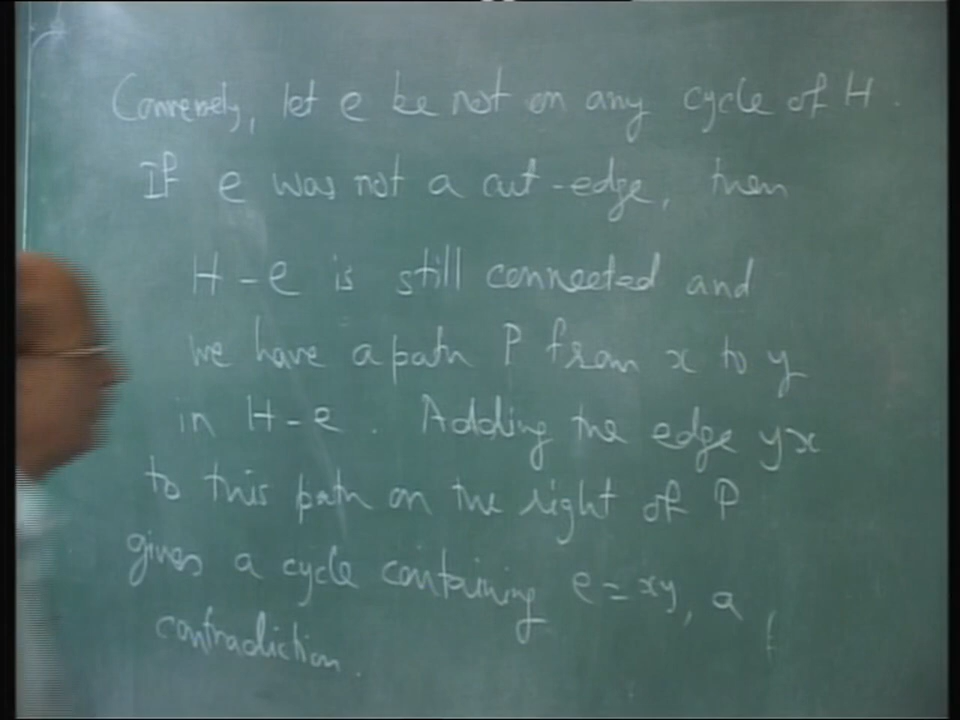 Conversely, let e be not on any cycle of H.
If e was not a cut-edge, then
H-e is still connected and
we have a path P from x to y
in H-e. Adding the edge yx
to this path on the right of P
gives a cycle containing e=xy, a
contradiction.